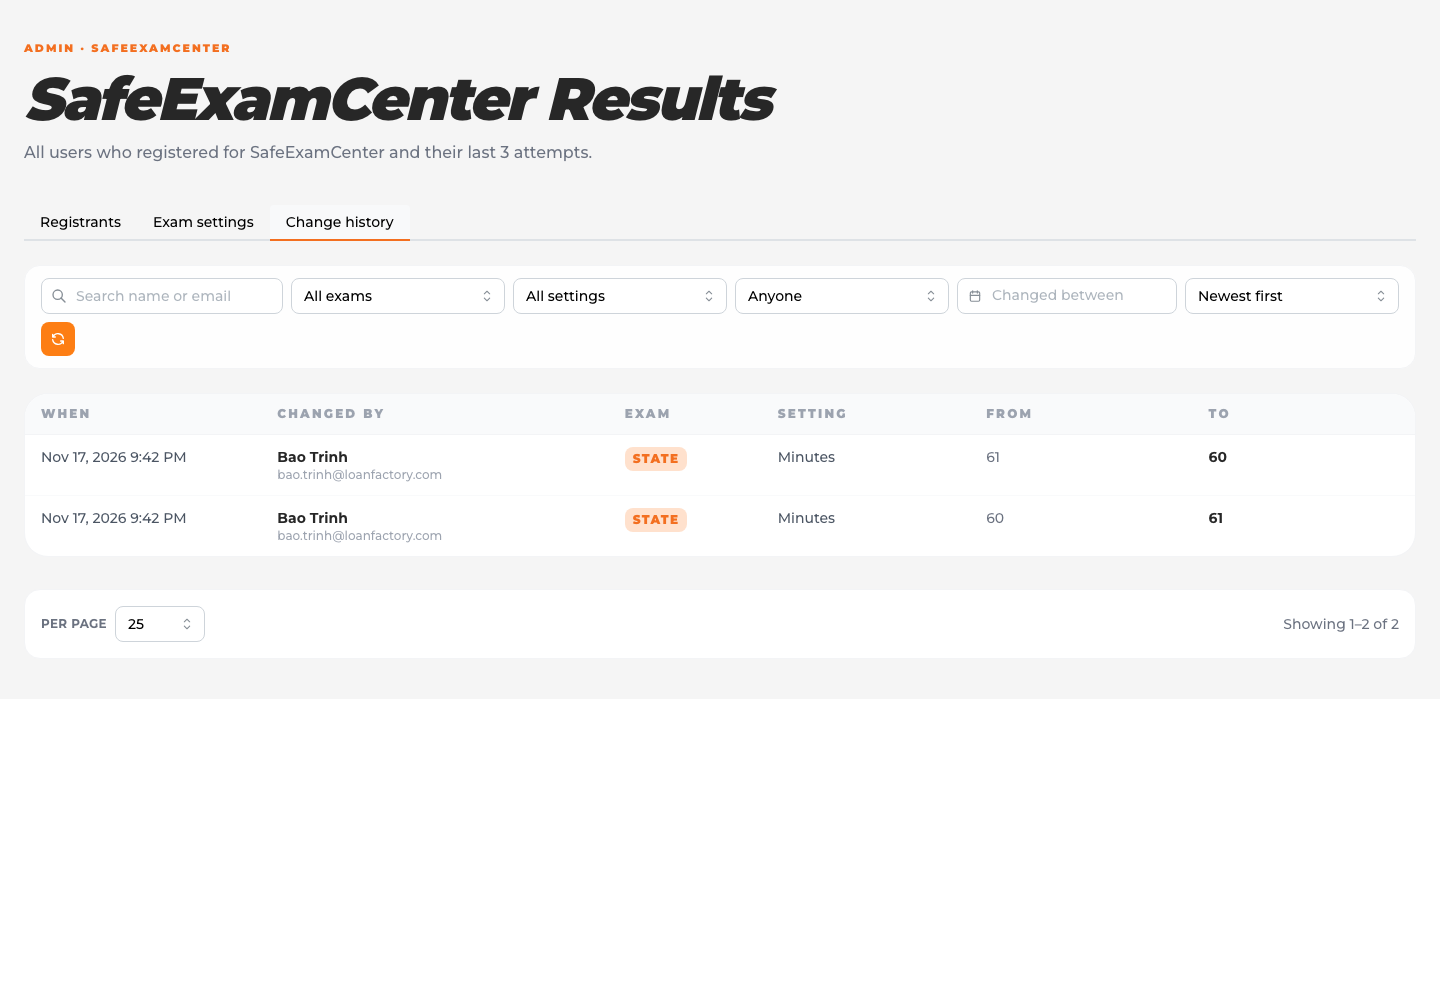 ADMIN · SAFEEXAMCENTER
SafeExamCenter Results
All users who registered for SafeExamCenter and their last 3 attempts.
Registrants Exam settings Change history
Search name or email All exams All settings Anyone Changed between Newest first
WHEN CHANGED BY EXAM SETTING FROM TO
Nov 17, 2026 9:42 PM Bao Trinh STATE Minutes 61 60
bao.trinh@loanfactory.com
Nov 17, 2026 9:42 PM Bao Trinh STATE Minutes 60 61
bao.trinh@loanfactory.com
PER PAGE 25 Showing 1–2 of 2